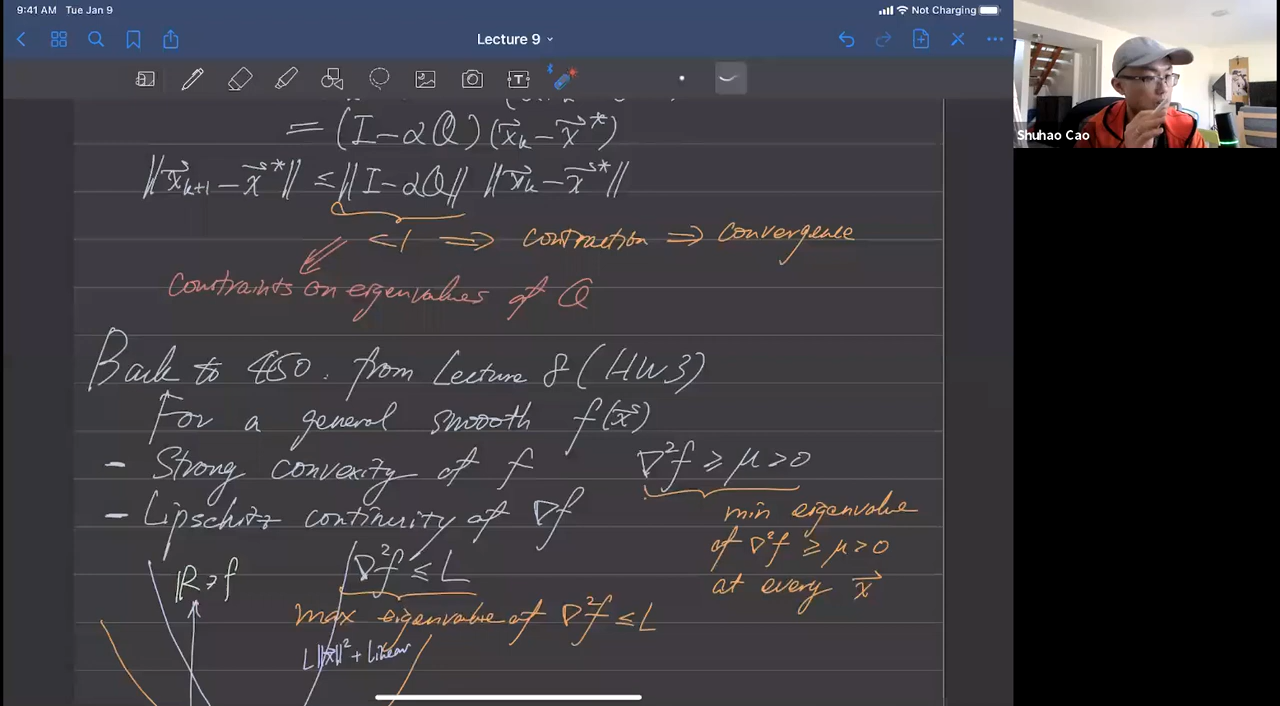 9:41 AM Tue Jan 9
Not Charging
Lecture 9
= (I-αQ)(x⃗ₖ-x⃗*)
‖x⃗ₖ₊₁-x⃗*‖ ≤ ‖I-αQ‖ ‖x⃗ₖ-x⃗*‖
<1 ⟹ contraction ⟹ convergence
constraints on eigenvalues of Q
Back to 450. from Lecture 8 (HW3)
For a general smooth f(x⃗)
- Strong convexity of f ∇²f ⩾ μ>0
min eigenvalue
of ∇²f ⩾ μ>0
at every x⃗
- Lipschitz continuity of ∇f
∇²f ≤ L
max eigenvalue of ∇²f ≤ L
ℝ∋f
L‖x⃗‖² + Linear
Shuhao Cao